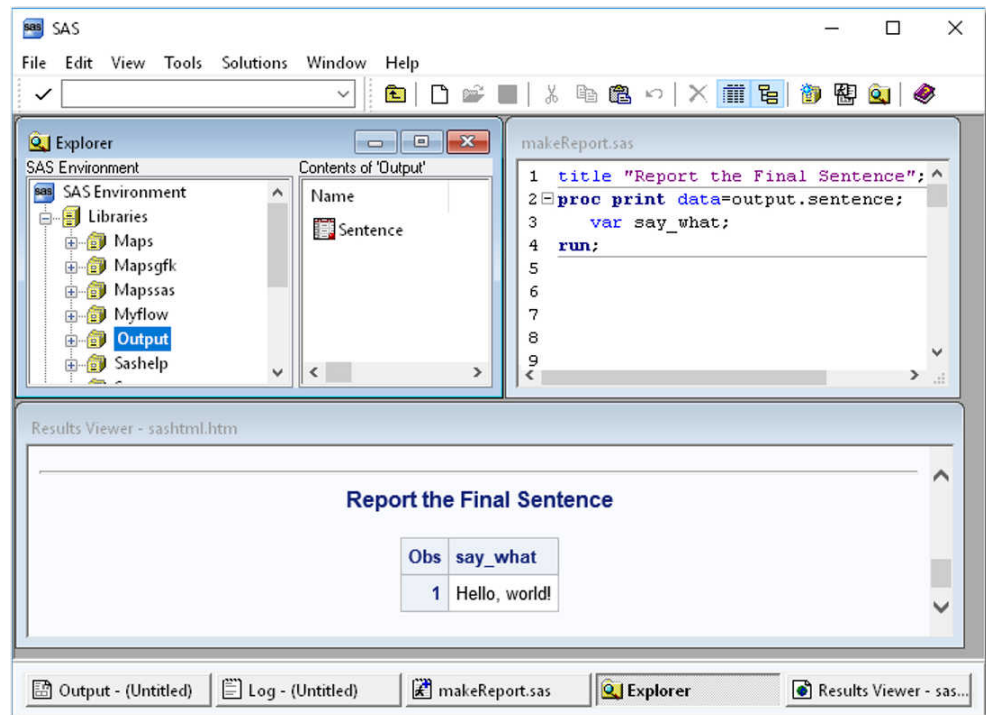 sas SAS
File Edit View Tools Solutions Window Help
Explorer
SAS Environment
Contents of 'Output'
sas SAS Environment
Libraries
Maps
Mapsgfk
Mapssas
Myflow
Output
Sashelp
Name
Sentence
makeReport.sas
1 title "Report the Final Sentence";
2 proc print data=output.sentence;
3 var say_what;
4 run;
5
6
7
8
9
Results Viewer - sashtml.htm
Report the Final Sentence
Obs say_what
1 Hello, world!
Output - (Untitled) Log - (Untitled) makeReport.sas Explorer Results Viewer - sas...